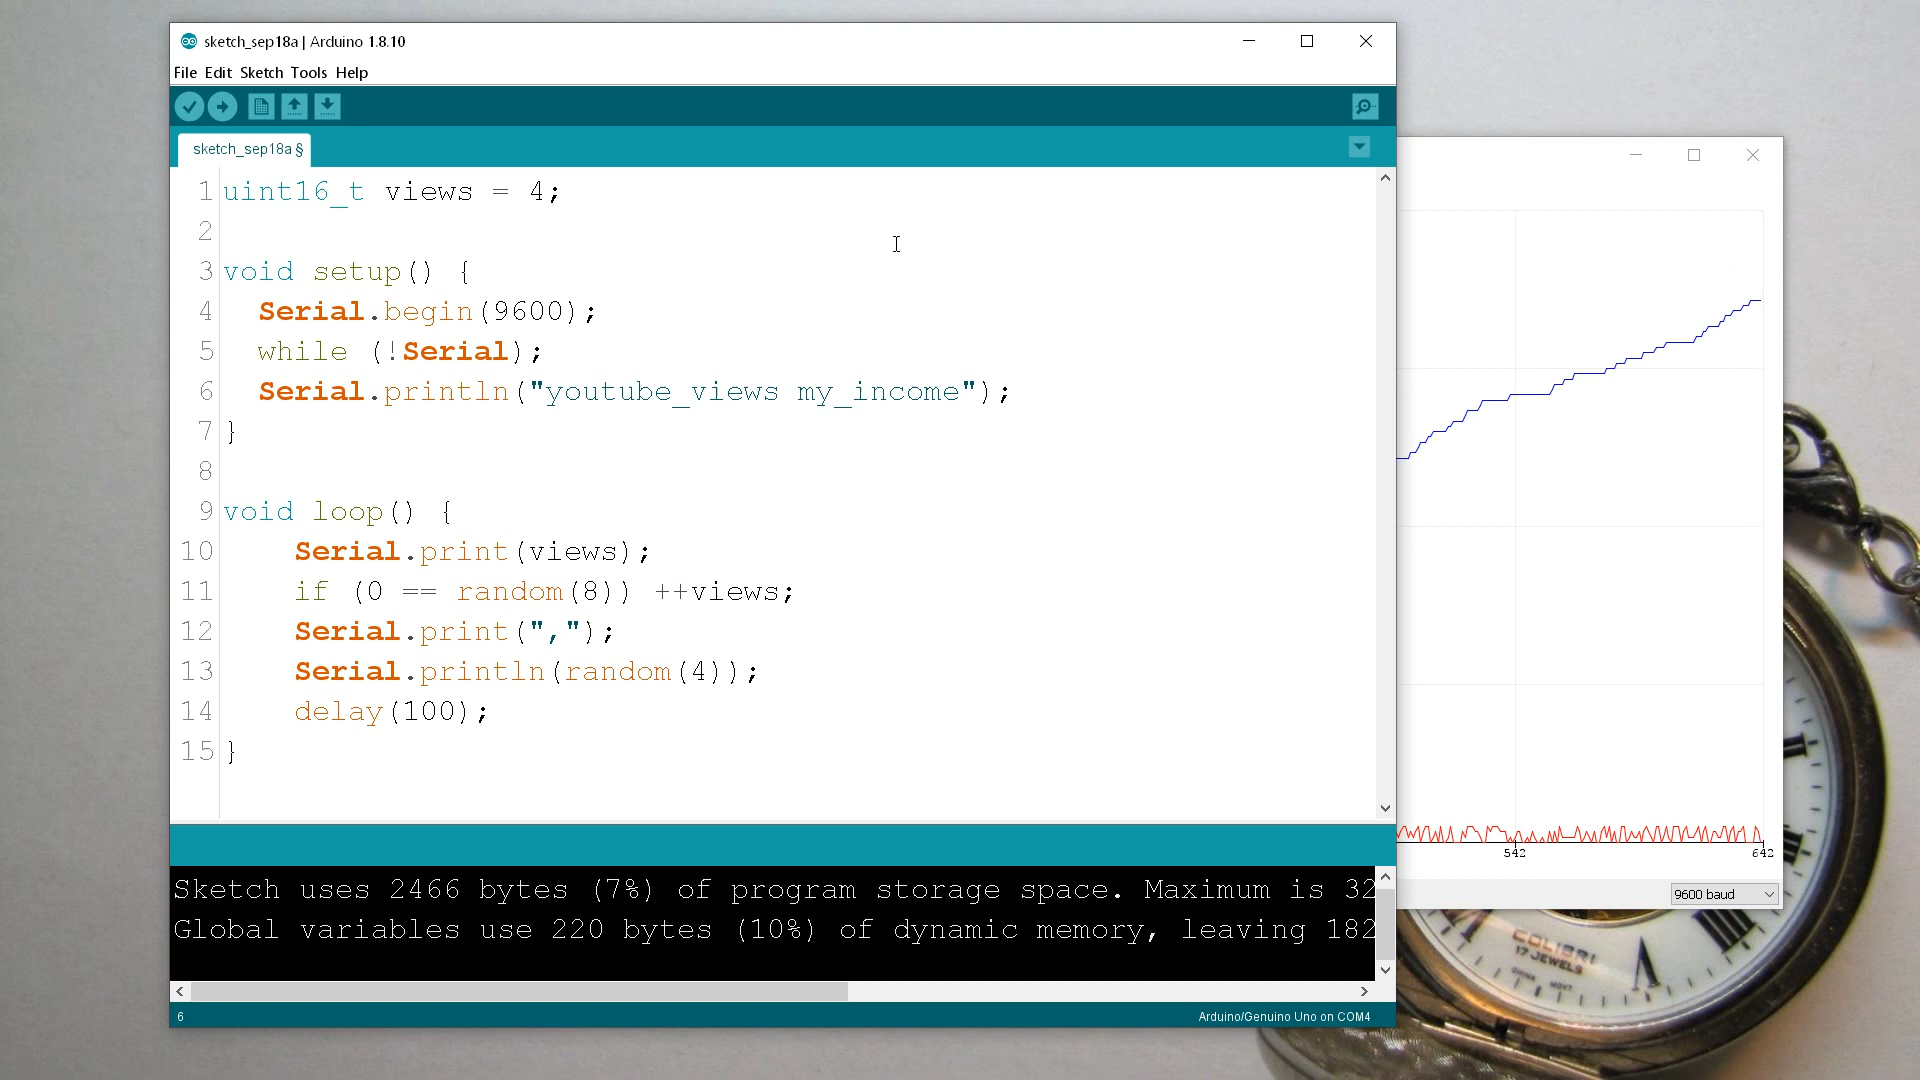 sketch_sep18a | Arduino 1.8.10
File Edit Sketch Tools Help
sketch_sep18a §
1 uint16_t views = 4;
2
3 void setup() {
4 Serial.begin(9600);
5 while (!Serial);
6 Serial.println("youtube_views my_income");
7 }
8
9 void loop() {
10 Serial.print(views);
11 if (0 == random(8)) ++views;
12 Serial.print(",");
13 Serial.println(random(4));
14 delay(100);
15 }
542 642
9600 baud
Sketch uses 2466 bytes (7%) of program storage space. Maximum is 32
Global variables use 220 bytes (10%) of dynamic memory, leaving 182
6 Arduino/Genuino Uno on COM4
COLIBRI
17 JEWELS